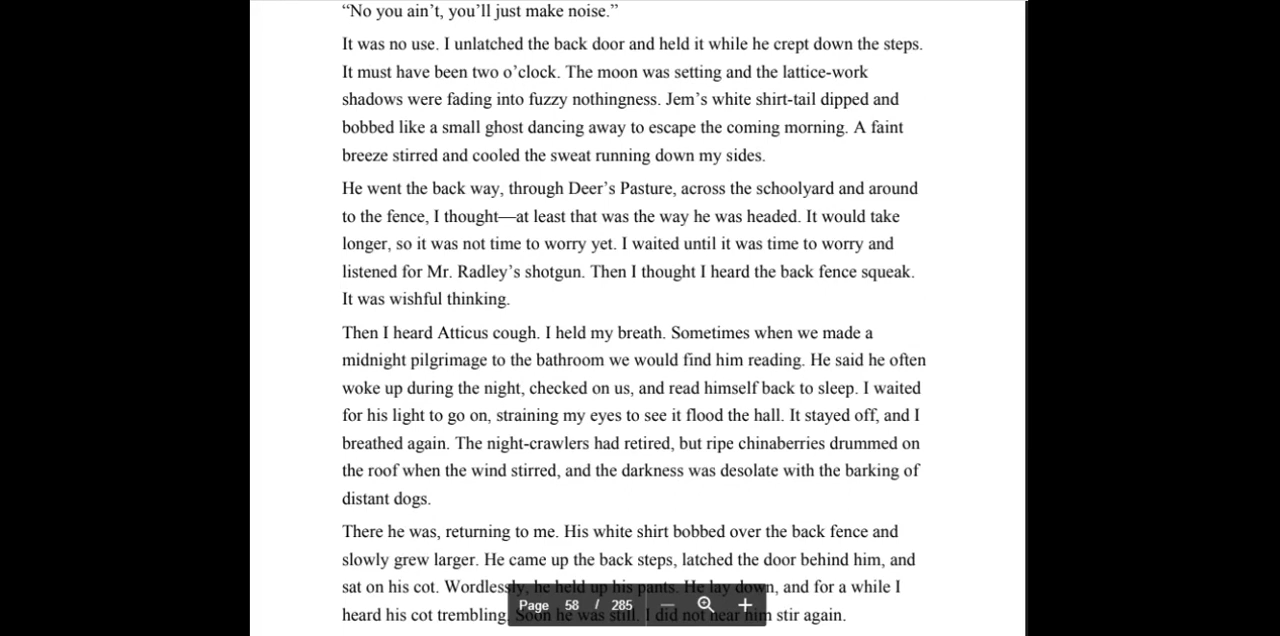 “No you ain’t, you’ll just make noise.”
It was no use. I unlatched the back door and held it while he crept down the steps.
It must have been two o’clock. The moon was setting and the lattice-work
shadows were fading into fuzzy nothingness. Jem’s white shirt-tail dipped and
bobbed like a small ghost dancing away to escape the coming morning. A faint
breeze stirred and cooled the sweat running down my sides.
He went the back way, through Deer’s Pasture, across the schoolyard and around
to the fence, I thought—at least that was the way he was headed. It would take
longer, so it was not time to worry yet. I waited until it was time to worry and
listened for Mr. Radley’s shotgun. Then I thought I heard the back fence squeak.
It was wishful thinking.
Then I heard Atticus cough. I held my breath. Sometimes when we made a
midnight pilgrimage to the bathroom we would find him reading. He said he often
woke up during the night, checked on us, and read himself back to sleep. I waited
for his light to go on, straining my eyes to see it flood the hall. It stayed off, and I
breathed again. The night-crawlers had retired, but ripe chinaberries drummed on
the roof when the wind stirred, and the darkness was desolate with the barking of
distant dogs.
There he was, returning to me. His white shirt bobbed over the back fence and
slowly grew larger. He came up the back steps, latched the door behind him, and
sat on his cot. Wordlessly, he held up his pants. He lay down, and for a while I
heard his cot trembling. Soon he was still. I did not hear him stir again.
Page 58 / 285